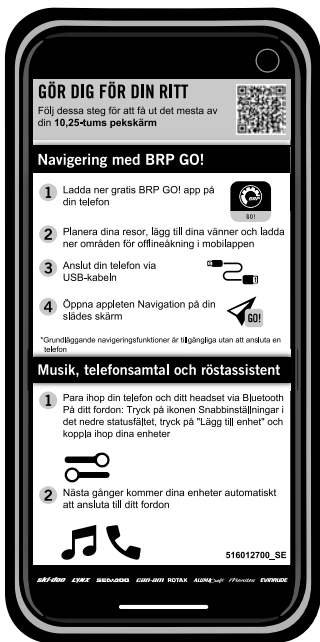 GÖR DIG FÖR DIN RITT
Följ dessa steg för att få ut det mesta av
din 10,25-tums pekskärm
Navigering med BRP GO!
1 Ladda ner gratis BRP GO! app på
din telefon
BRP
GO!
2 Planera dina resor, lägg till dina vänner och ladda
ner områden för offlineåkning i mobilappen
3 Anslut din telefon via
USB-kabeln
4 Öppna appleten Navigation på din
slädes skärm
GO!
*Grundläggande navigeringsfunktioner är tillgängliga utan att ansluta en
telefon
Musik, telefonsamtal och röstassistent
1 Para ihop din telefon och ditt headset via Bluetooth
På ditt fordon: Tryck på ikonen Snabbinställningar i
det nedre statusfältet, tryck på "Lägg till enhet" och
koppla ihop dina enheter
2 Nästa gånger kommer dina enheter automatiskt
att ansluta till ditt fordon
516012700_SE
ski-doo LYNX SEA-DOO can-am ROTAX ALUMACRAFT Manitou EVINRUDE